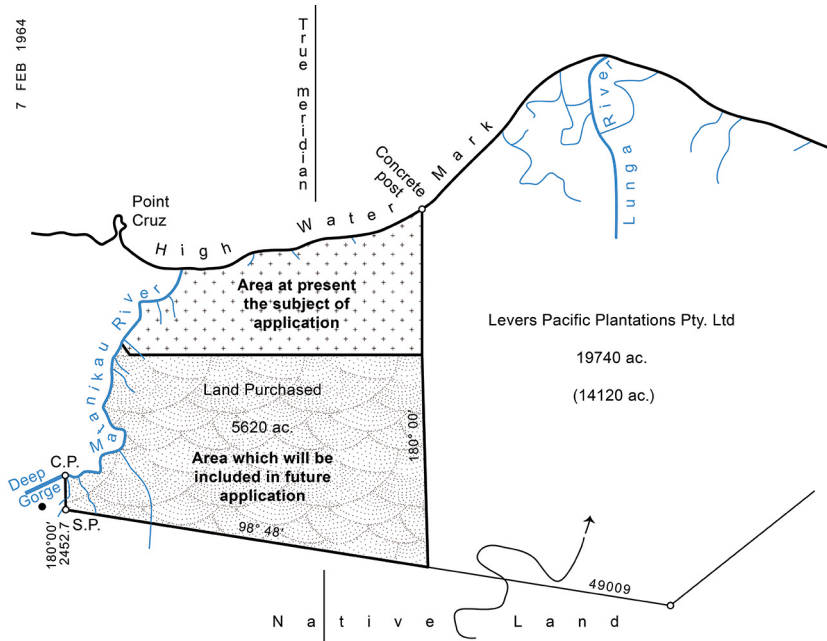 7 FEB 1964
True meridian
Point
Cruz
High Water Mark
Concrete
post
Lunga River
Area at present
the subject of
application
Levers Pacific Plantations Pty. Ltd
19740 ac.
(14120 ac.)
Matanikau River
Land Purchased
5620 ac.
Area which will be
included in future
application
180° 00'
C.P.
Deep
Gorge
S.P.
180°00'
2452.7
98° 48'
49009
Native Land